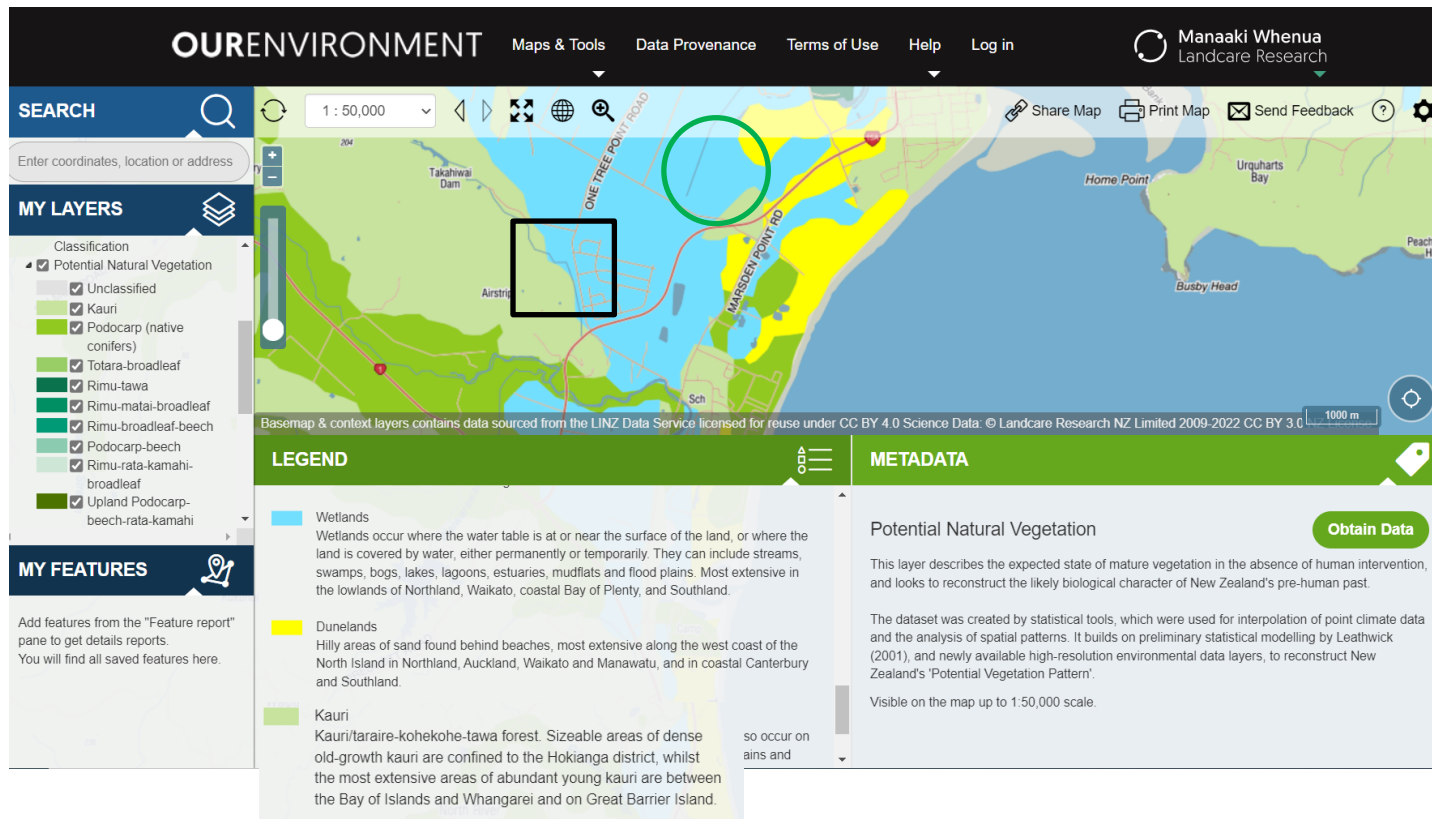 OURENVIRONMENT
Maps & Tools
Data Provenance
Terms of Use
Help
Log in
Manaaki Whenua
Landcare Research
SEARCH
1 : 50,000
Share Map
Print Map
Send Feedback
?
Enter coordinates, location or address
+
−
204
Takahiwai
Dam
ONE TREE POINT ROAD
15A
Home Point
Urquharts
Bay
MY LAYERS
Classification
Potential Natural Vegetation
Unclassified
Kauri
Podocarp (native
conifers)
Totara-broadleaf
Rimu-tawa
Rimu-matai-broadleaf
Rimu-broadleaf-beech
Podocarp-beech
Rimu-rata-kamahi-
broadleaf
Upland Podocarp-
beech-rata-kamahi
Airstrip
MARSDEN POINT RD
Peach
H
Busby Head
1
Sch
1000 m
Basemap & context layers contains data sourced from the LINZ Data Service licensed for reuse under CC BY 4.0 Science Data: © Landcare Research NZ Limited 2009-2022 CC BY 3.0
LEGEND
Wetlands
Wetlands occur where the water table is at or near the surface of the land, or where the
land is covered by water, either permanently or temporarily. They can include streams,
swamps, bogs, lakes, lagoons, estuaries, mudflats and flood plains. Most extensive in
the lowlands of Northland, Waikato, coastal Bay of Plenty, and Southland.
Dunelands
Hilly areas of sand found behind beaches, most extensive along the west coast of the
North Island in Northland, Auckland, Waikato and Manawatu, and in coastal Canterbury
and Southland.
Kauri
Kauri/taraire-kohekohe-tawa forest. Sizeable areas of dense
old-growth kauri are confined to the Hokianga district, whilst
the most extensive areas of abundant young kauri are between
the Bay of Islands and Whangarei and on Great Barrier Island.
so occur on
ains and
METADATA
Potential Natural Vegetation
Obtain Data
This layer describes the expected state of mature vegetation in the absence of human intervention,
and looks to reconstruct the likely biological character of New Zealand's pre-human past.
The dataset was created by statistical tools, which were used for interpolation of point climate data
and the analysis of spatial patterns. It builds on preliminary statistical modelling by Leathwick
(2001), and newly available high-resolution environmental data layers, to reconstruct New
Zealand's 'Potential Vegetation Pattern'.
Visible on the map up to 1:50,000 scale.
MY FEATURES
Add features from the "Feature report"
pane to get details reports.
You will find all saved features here.